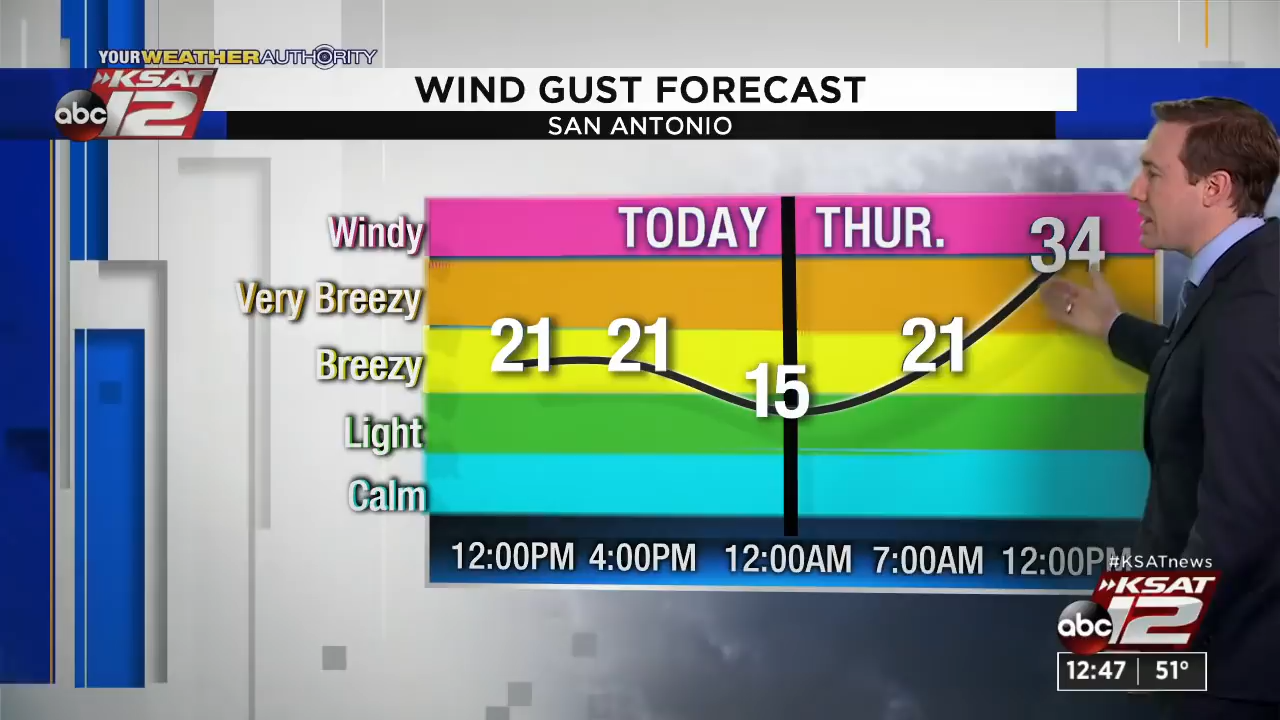 YOURWEATHERAUTHORITY
KSAT
abc 12
WIND GUST FORECAST
SAN ANTONIO
TODAY THUR.
Windy
34
Very Breezy
21 21 21
Breezy
15
Light
Calm
12:00PM 4:00PM 12:00AM 7:00AM 12:00PM
#KSATnews
KSAT
abc 12
12:47 51°